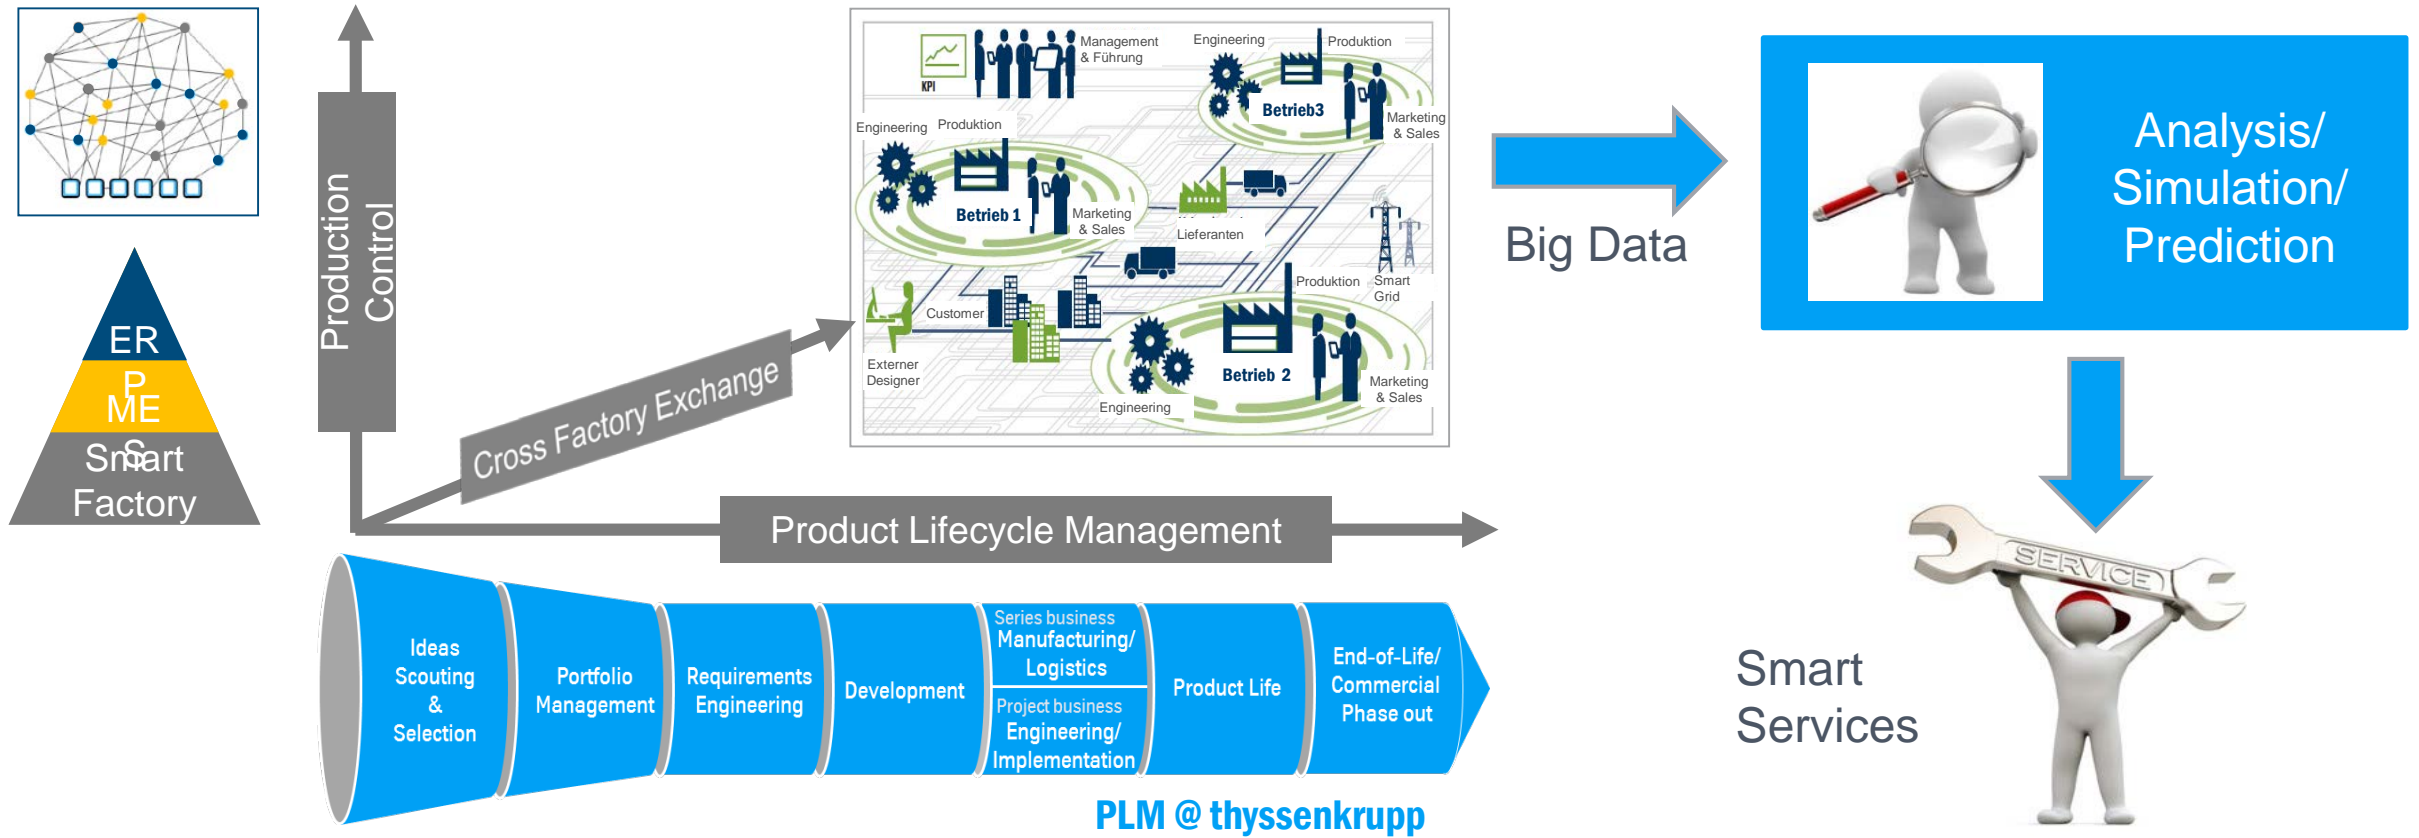 ER
P
ME
S
Smart
Factory
Production
Control
Cross Factory Exchange
Product Lifecycle Management
KPI
Management
& Führung
Engineering
Produktion
Betrieb3
Marketing
& Sales
Engineering
Produktion
Betrieb 1
Marketing
& Sales
Lieferanten
Customer
Externer
Designer
Smart
Grid
Produktion
Betrieb 2
Engineering
Marketing
& Sales
Big Data
Analysis/
Simulation/
Prediction
SERVICE
Smart
Services
Ideas
Scouting
&
Selection
Portfolio
Management
Requirements
Engineering
Development
Series business
Manufacturing/
Logistics
Project business
Engineering/
Implementation
Product Life
End-of-Life/
Commercial
Phase out
PLM @ thyssenkrupp